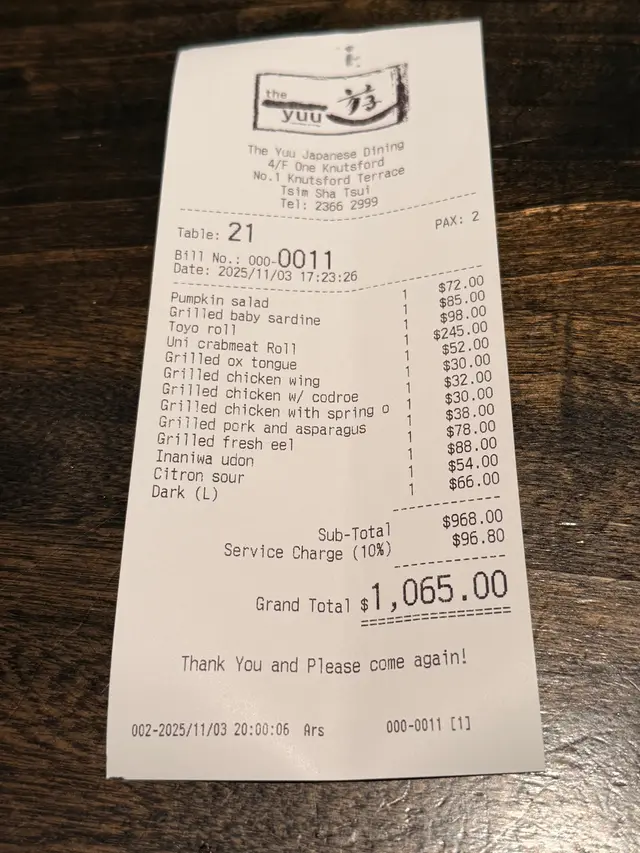 the
yuu 游
The Yuu Japanese Dining
4/F One Knutsford
No.1 Knutsford Terrace
Tsim Sha Tsui
Tel: 2366 2999
Table: 21 PAX: 2
Bill No.: 000-0011
Date: 2025/11/03 17:23:26
Pumpkin salad 1 $72.00
Grilled baby sardine 1 $85.00
Toyo roll 1 $98.00
Uni crabmeat Roll 1 $245.00
Grilled ox tongue 1 $52.00
Grilled chicken wing 1 $30.00
Grilled chicken w/ codroe 1 $32.00
Grilled chicken with spring o 1 $30.00
Grilled pork and asparagus 1 $38.00
Grilled fresh eel 1 $78.00
Inaniwa udon 1 $88.00
Citron sour 1 $54.00
Dark (L) 1 $66.00
Sub-Total $968.00
Service Charge (10%) $96.80
Grand Total $1,065.00
Thank You and Please come again!
002-2025/11/03 20:00:06 Ars 000-0011 [1]